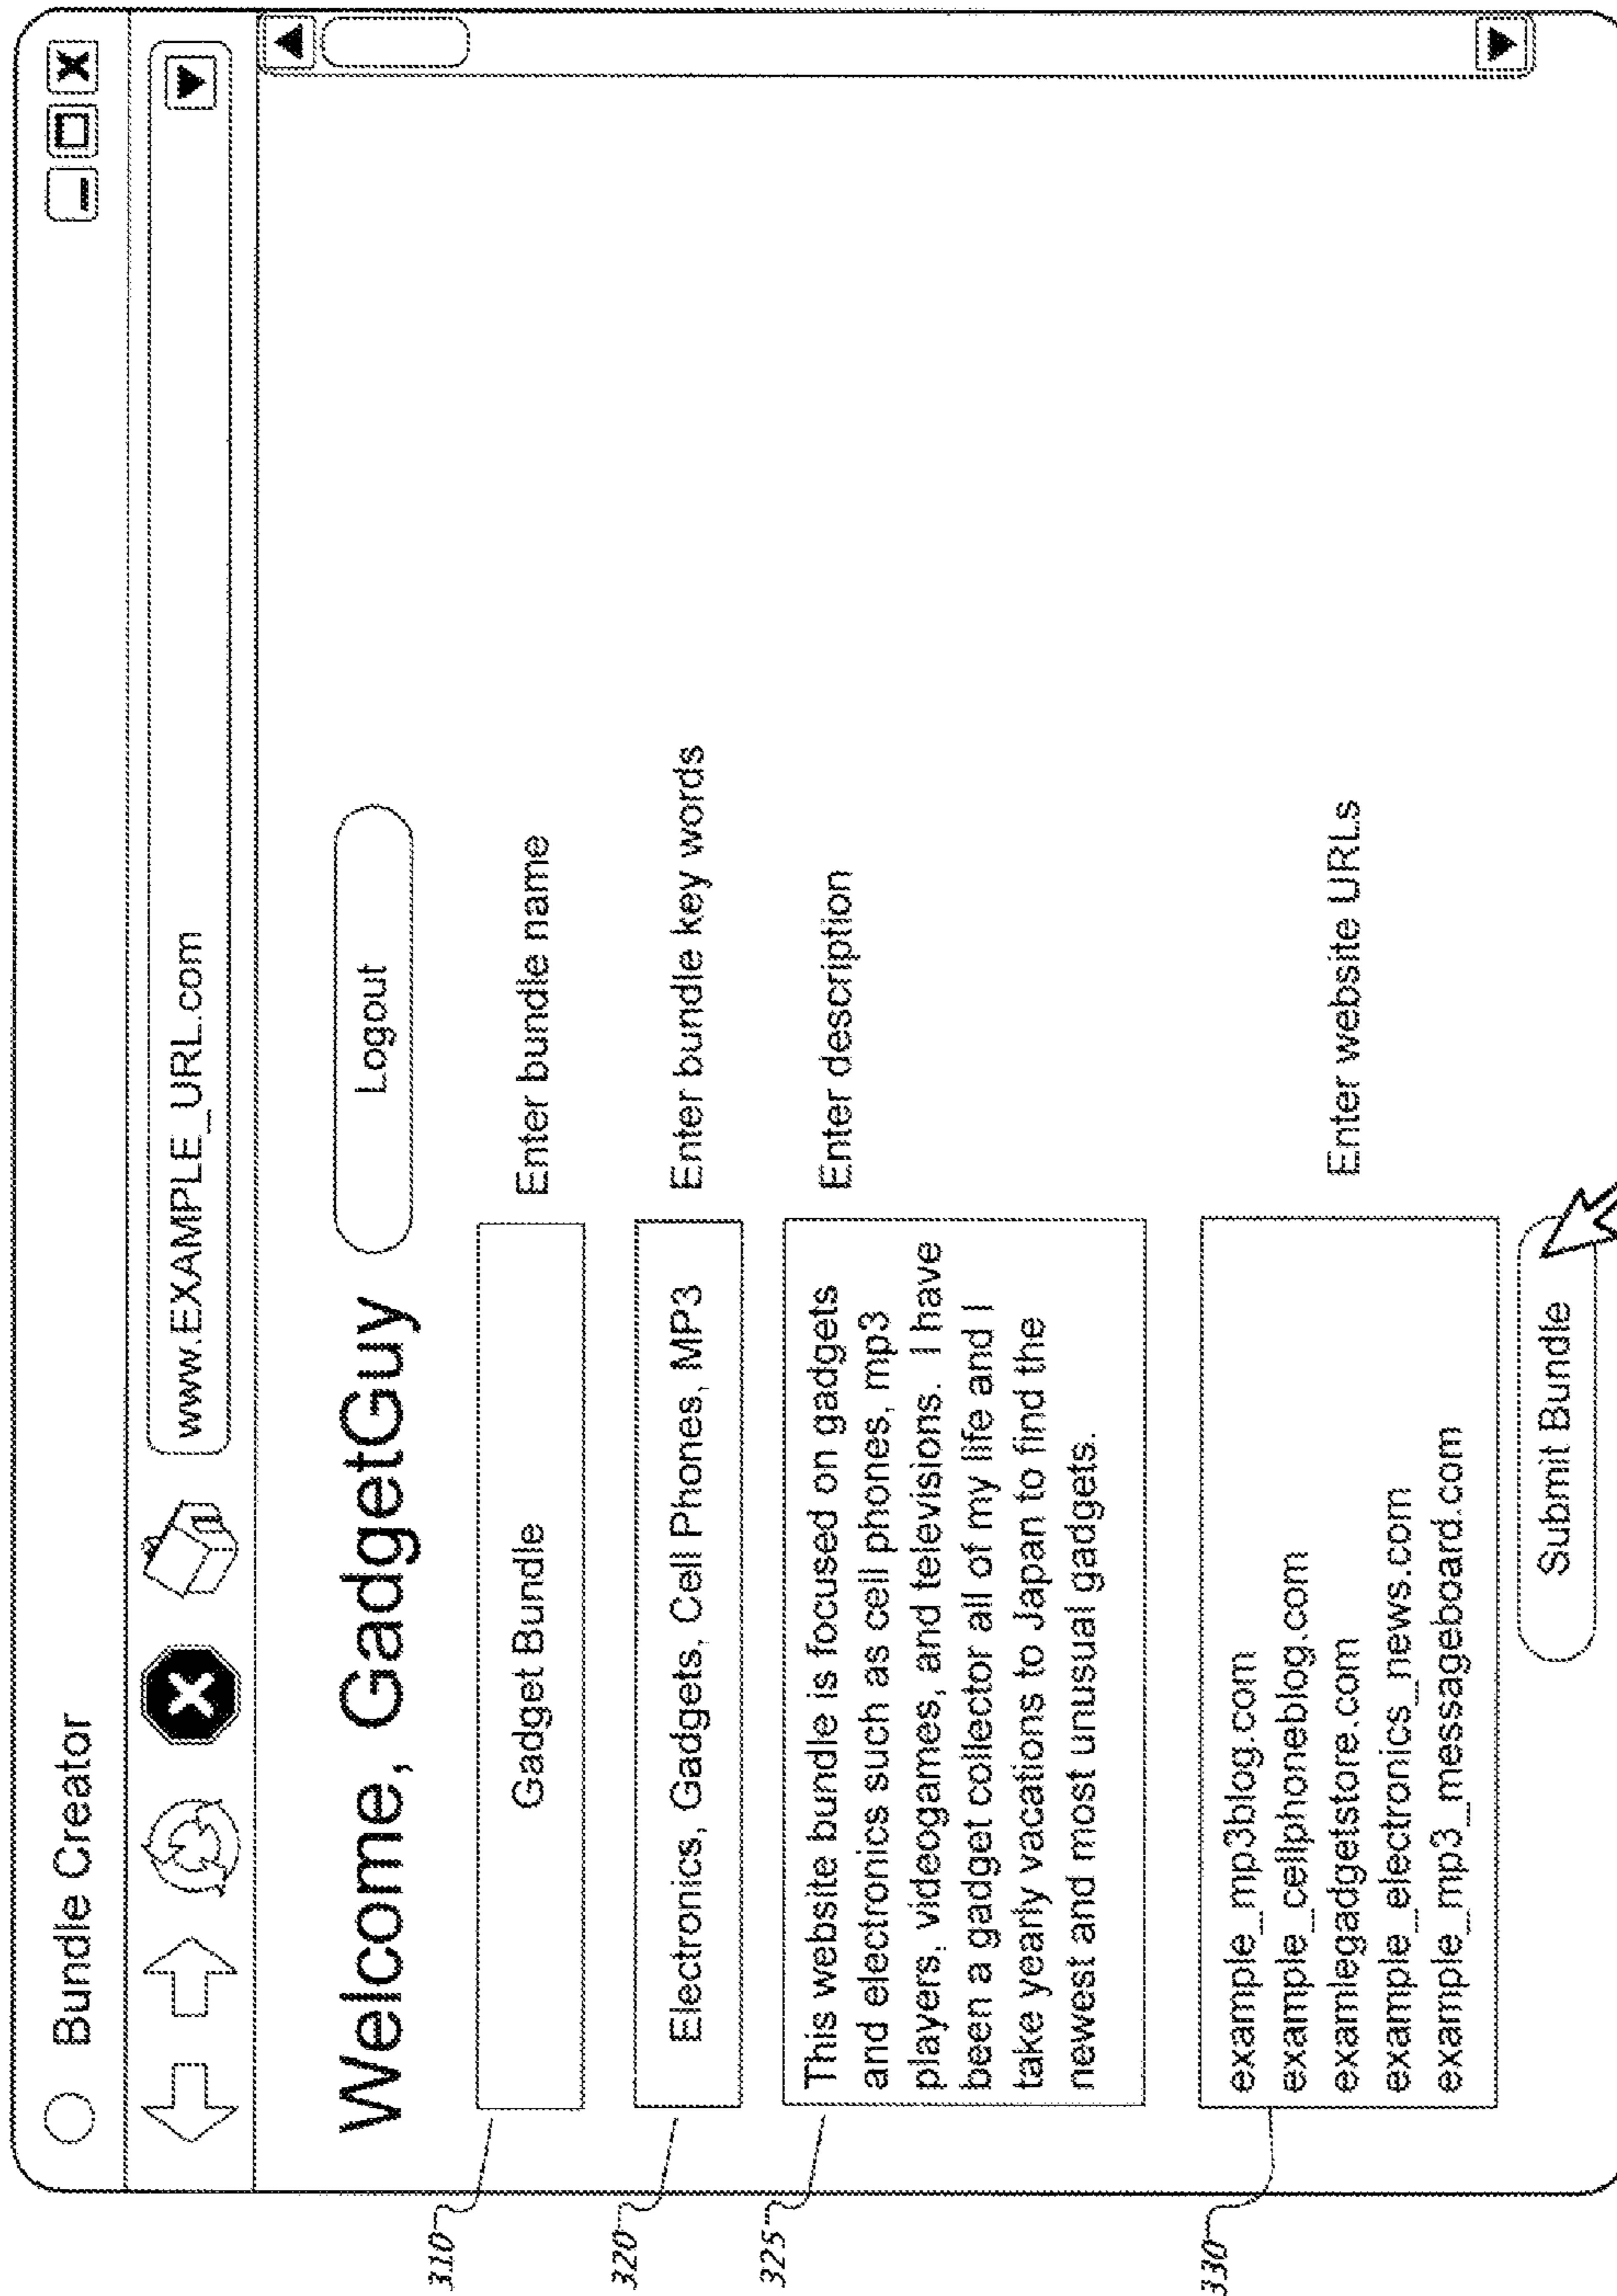 Bundle Creator
www.EXAMPLE_URL.com
Welcome, GadgetGuy
Logout
310
Gadget Bundle
Enter bundle name
320
Electronics, Gadgets, Cell Phones, MP3
Enter bundle key words
325
This website bundle is focused on gadgets
and electronics such as cell phones, mp3
players, videogames, and televisions. I have
been a gadget collector all of my life and I
take yearly vacations to Japan to find the
newest and most unusual gadgets.
Enter description
330
example_mp3blog.com
example_cellphoneblog.com
examlegadgetstore.com
example_electronics_news.com
example_mp3_messageboard.com
Enter website URLs
Submit Bundle